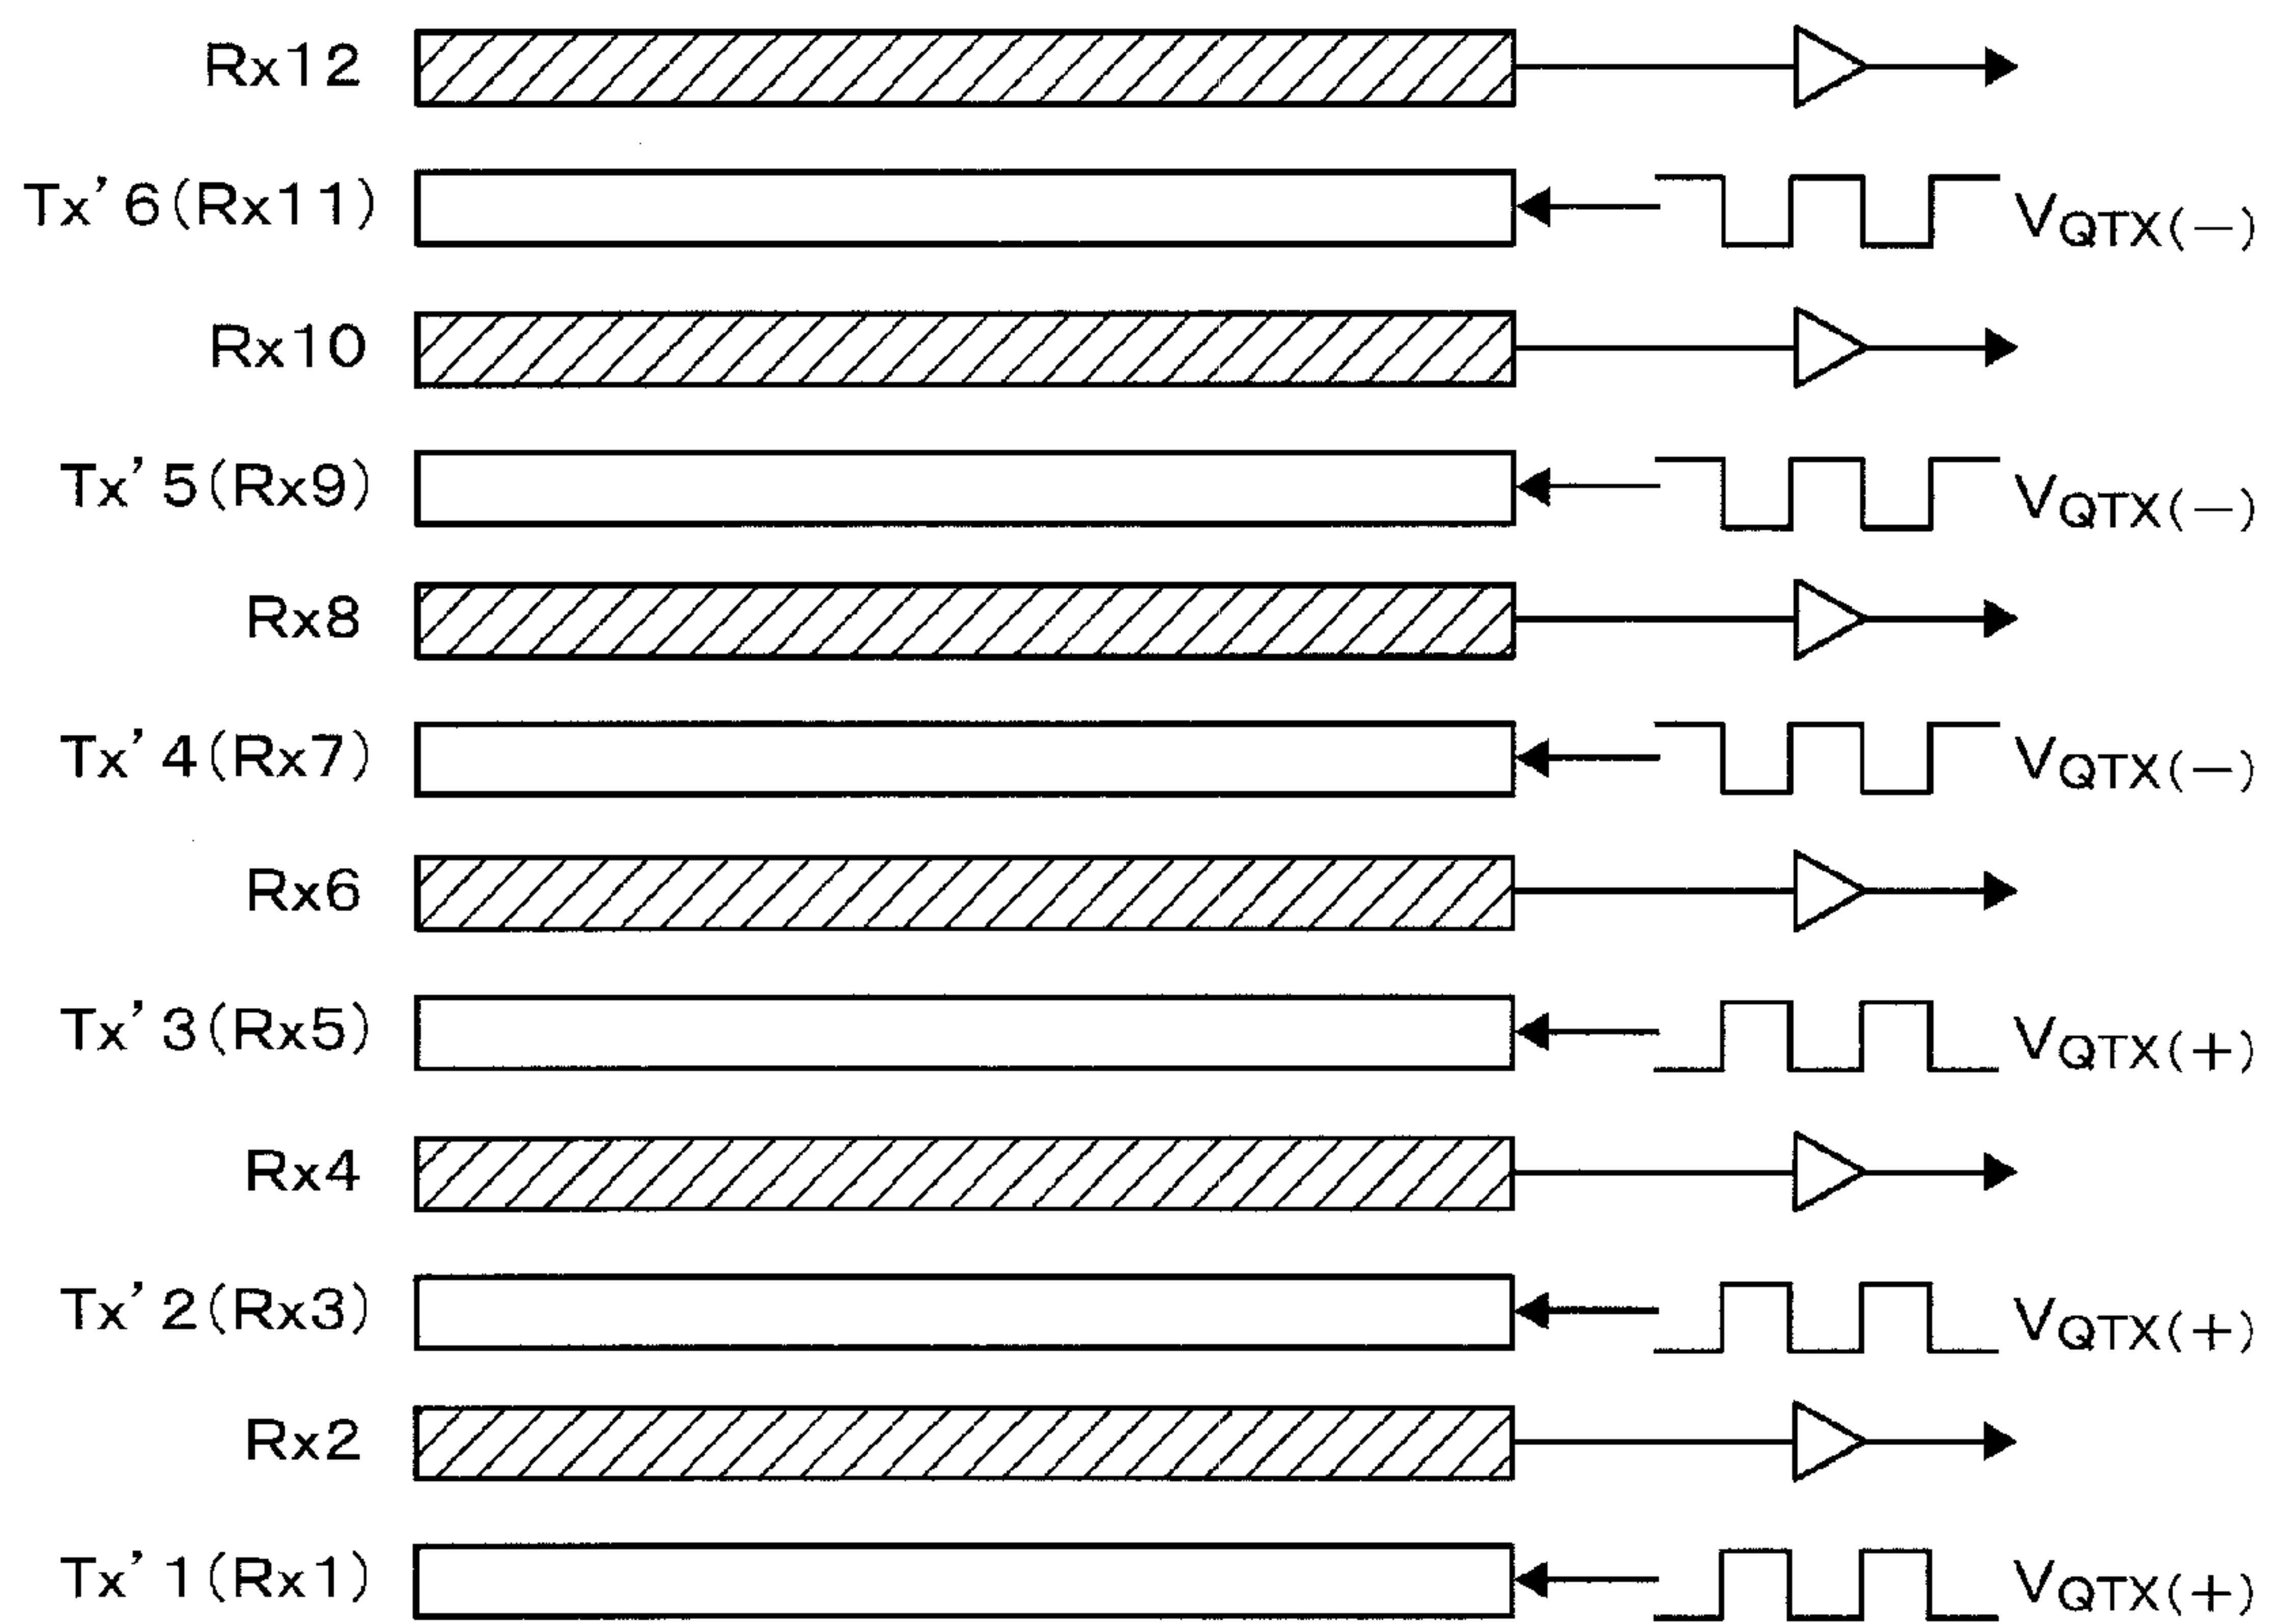 Rx12
Tx'6(Rx11) VQTX(−)
Rx10
Tx'5(Rx9) VQTX(−)
Rx8
Tx'4(Rx7) VQTX(−)
Rx6
Tx'3(Rx5) VQTX(+)
Rx4
Tx'2(Rx3) VQTX(+)
Rx2
Tx'1(Rx1) VQTX(+)